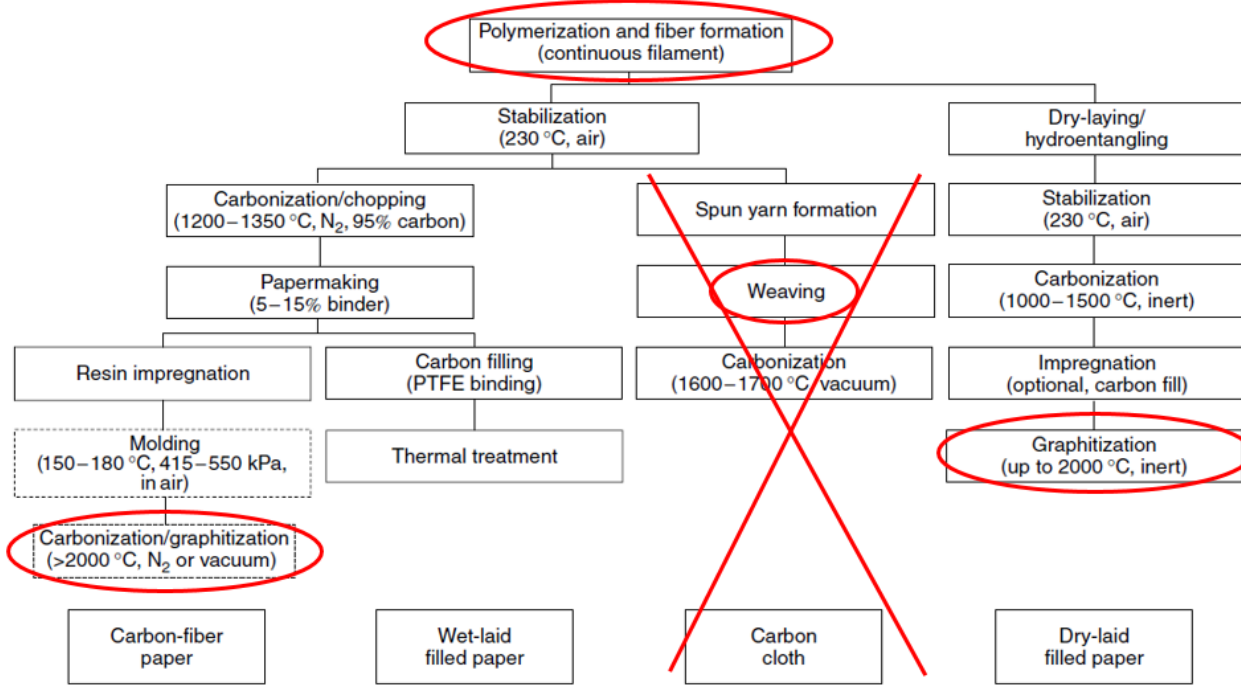 Polymerization and fiber formation
(continuous filament)
Stabilization
(230 °C, air)
Dry-laying/
hydroentangling
Carbonization/chopping
(1200–1350 °C, N₂, 95% carbon)
Spun yarn formation
Stabilization
(230 °C, air)
Papermaking
(5–15% binder)
Weaving
Carbonization
(1000–1500 °C, inert)
Resin impregnation
Carbon filling
(PTFE binding)
Carbonization
(1600–1700 °C, vacuum)
Impregnation
(optional, carbon fill)
Molding
(150–180 °C, 415–550 kPa,
in air)
Thermal treatment
Graphitization
(up to 2000 °C, inert)
Carbonization/graphitization
(>2000 °C, N₂ or vacuum)
Carbon-fiber
paper
Wet-laid
filled paper
Carbon
cloth
Dry-laid
filled paper